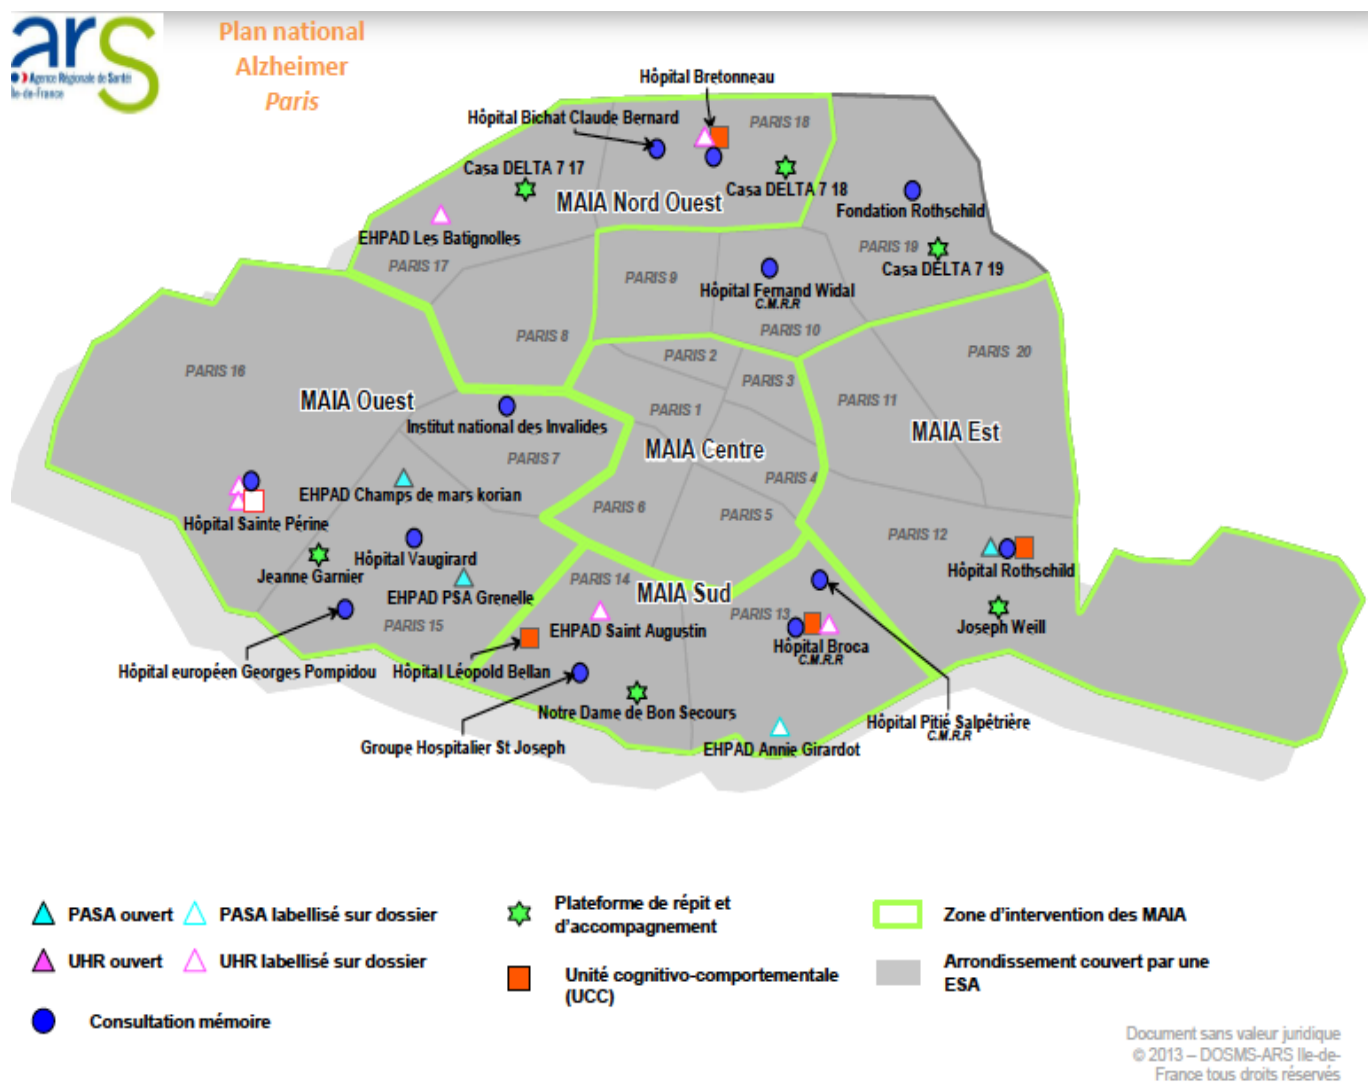 ars
Agence Régionale de Santé
Ile-de-France
Plan national
Alzheimer
Paris
Hôpital Bretonneau
Hôpital Bichat Claude Bernard
PARIS 18
Casa DELTA 7 17
Casa DELTA 7 18
MAIA Nord Ouest
Fondation Rothschild
EHPAD Les Batignolles
PARIS 17
PARIS 19
Casa DELTA 7 19
PARIS 9
Hôpital Fernand Widal
C.M.R.R
PARIS 10
PARIS 8
PARIS 2
PARIS 20
PARIS 16
PARIS 3
MAIA Ouest
PARIS 11
PARIS 1
Institut national des Invalides
MAIA Est
MAIA Centre
PARIS 7
PARIS 4
EHPAD Champs de mars korian
PARIS 6
PARIS 5
Hôpital Sainte Périne
PARIS 12
Hôpital Vaugirard
Jeanne Garnier
Hôpital Rothschild
PARIS 14
MAIA Sud
EHPAD PSA Grenelle
PARIS 13
PARIS 15
EHPAD Saint Augustin
Joseph Weill
Hôpital Broca
C.M.R.R
Hôpital européen Georges Pompidou
Hôpital Léopold Bellan
Notre Dame de Bon Secours
Hôpital Pitié Salpêtrière
C.M.R.R
Groupe Hospitalier St Joseph
EHPAD Annie Girardot
PASA ouvert
PASA labellisé sur dossier
UHR ouvert
UHR labellisé sur dossier
Consultation mémoire
Plateforme de répit et
d'accompagnement
Unité cognitivo-comportementale
(UCC)
Zone d'intervention des MAIA
Arrondissement couvert par une
ESA
Document sans valeur juridique
© 2013 – DOSMS-ARS Ile-de-
France tous droits réservés